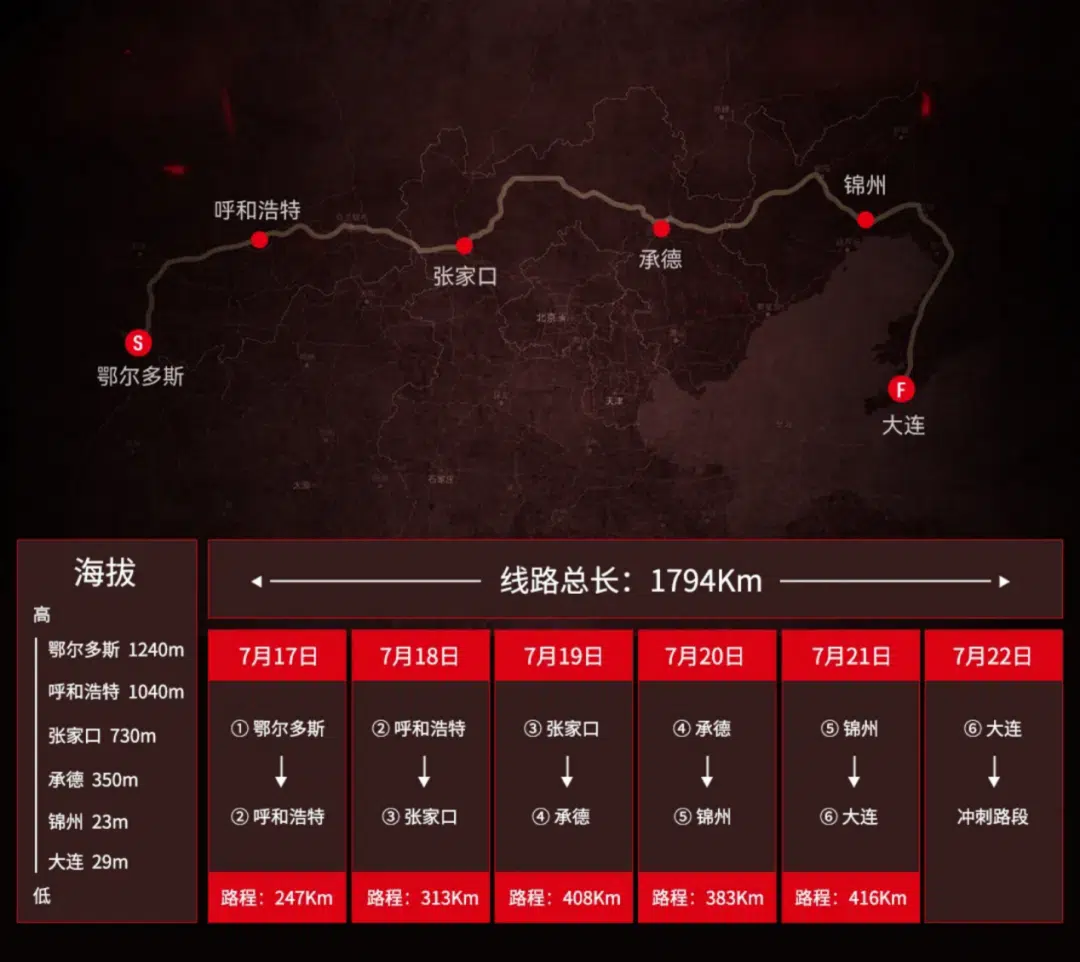 锦州
呼和浩特
承德
张家口
北京
S
鄂尔多斯
F
天津
大连
石家庄
海拔
高
鄂尔多斯 1240m
呼和浩特 1040m
张家口 730m
承德 350m
锦州 23m
大连 29m
低
线路总长：1794Km
7月17日
① 鄂尔多斯
② 呼和浩特
路程：247Km
7月18日
② 呼和浩特
③ 张家口
路程：313Km
7月19日
③ 张家口
④ 承德
路程：408Km
7月20日
④ 承德
⑤ 锦州
路程：383Km
7月21日
⑤ 锦州
⑥ 大连
路程：416Km
7月22日
⑥ 大连
冲刺路段